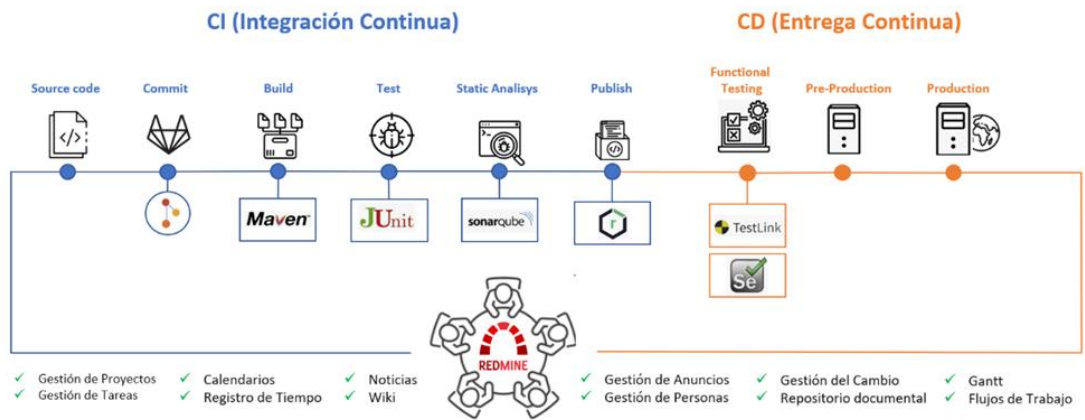 CI (Integración Continua)
CD (Entrega Continua)
Source code
Commit
Build
Test
Static Analisys
Publish
Functional
Testing
Pre-Production
Production
Maven
JUnit
sonarqube
r
TestLink
Se
REDMINE
Gestión de Proyectos
Gestión de Tareas
Calendarios
Registro de Tiempo
Noticias
Wiki
Gestión de Anuncios
Gestión de Personas
Gestión del Cambio
Repositorio documental
Gantt
Flujos de Trabajo